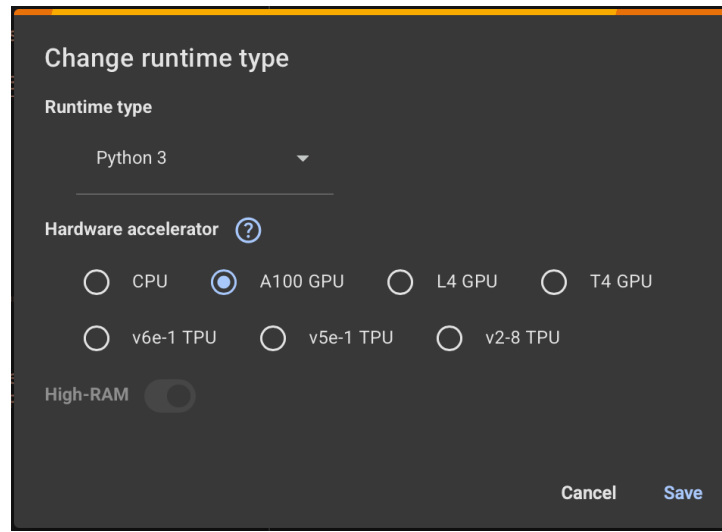 Change runtime type
Runtime type
Python 3
Hardware accelerator ?
CPU A100 GPU L4 GPU T4 GPU
v6e-1 TPU v5e-1 TPU v2-8 TPU
High-RAM
Cancel Save